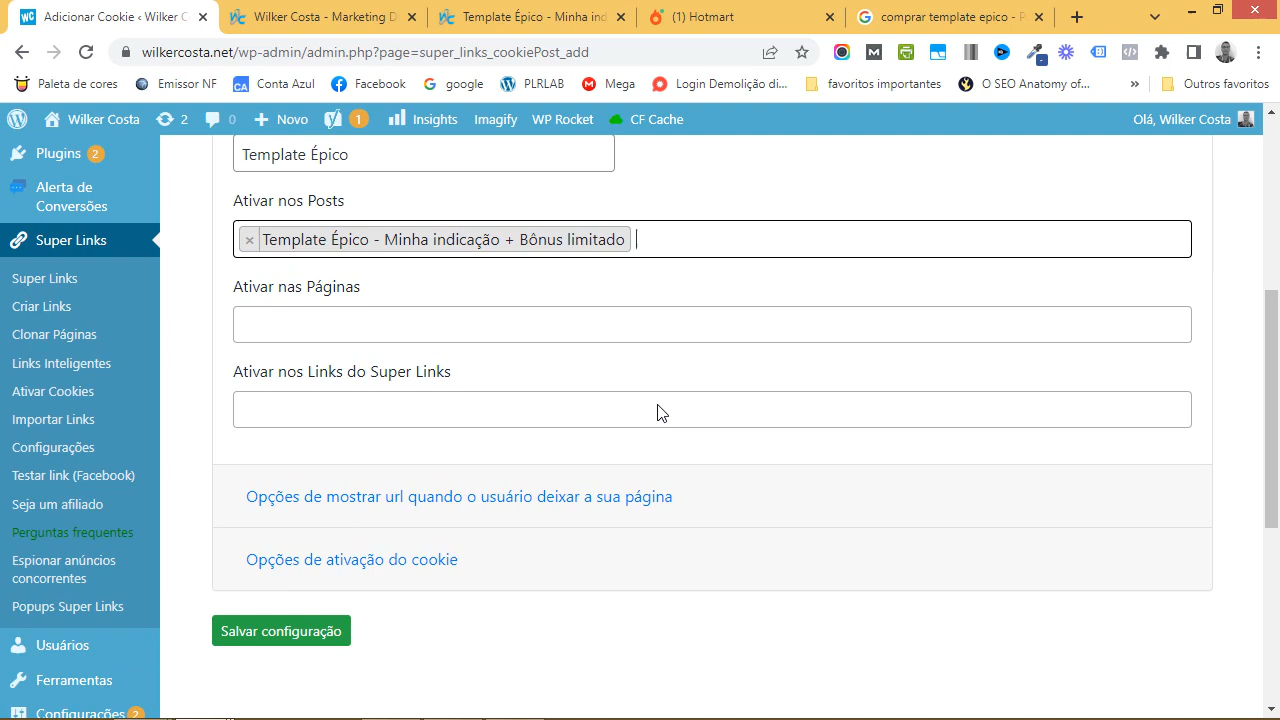 Adicionar Cookie ‹ Wilker C
Wilker Costa - Marketing D
Template Épico - Minha ind
(1) Hotmart
comprar template epico - P
wilkercosta.net/wp-admin/admin.php?page=super_links_cookiePost_add
Paleta de cores
Emissor NF
CA
Conta Azul
Facebook
google
PLRLAB
Mega
Login Demolição di...
favoritos importantes
O SEO Anatomy of...
»
Outros favoritos
Wilker Costa
2
0
Novo
1
Insights
Imagify
WP Rocket
CF Cache
Olá, Wilker Costa
Plugins 2
Alerta de
Conversões
Super Links
Super Links
Criar Links
Clonar Páginas
Links Inteligentes
Ativar Cookies
Importar Links
Configurações
Testar link (Facebook)
Seja um afiliado
Perguntas frequentes
Espionar anúncios
concorrentes
Popups Super Links
Usuários
Ferramentas
Configurações 2
Template Épico
Ativar nos Posts
× Template Épico - Minha indicação + Bônus limitado
Ativar nas Páginas
Ativar nos Links do Super Links
Opções de mostrar url quando o usuário deixar a sua página
Opções de ativação do cookie
Salvar configuração